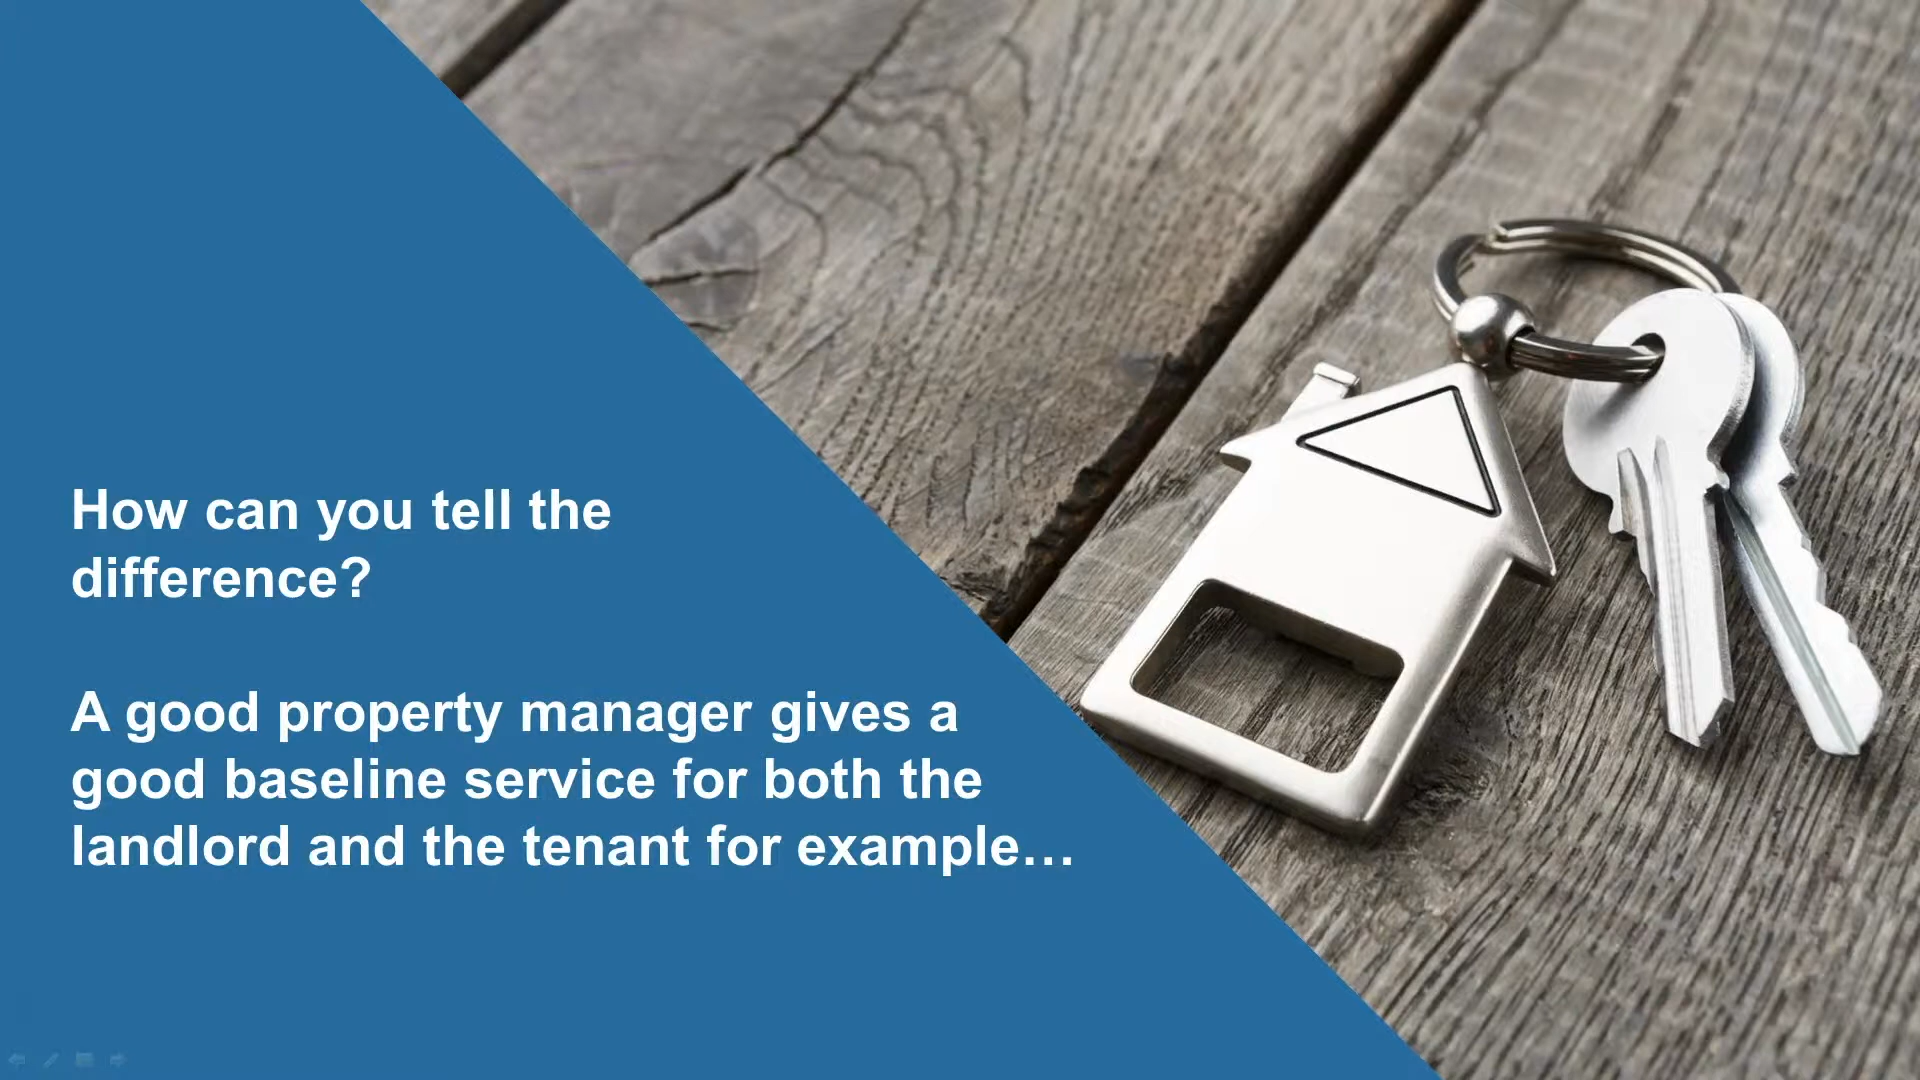 How can you tell the
difference?
A good property manager gives a
good baseline service for both the
landlord and the tenant for example…